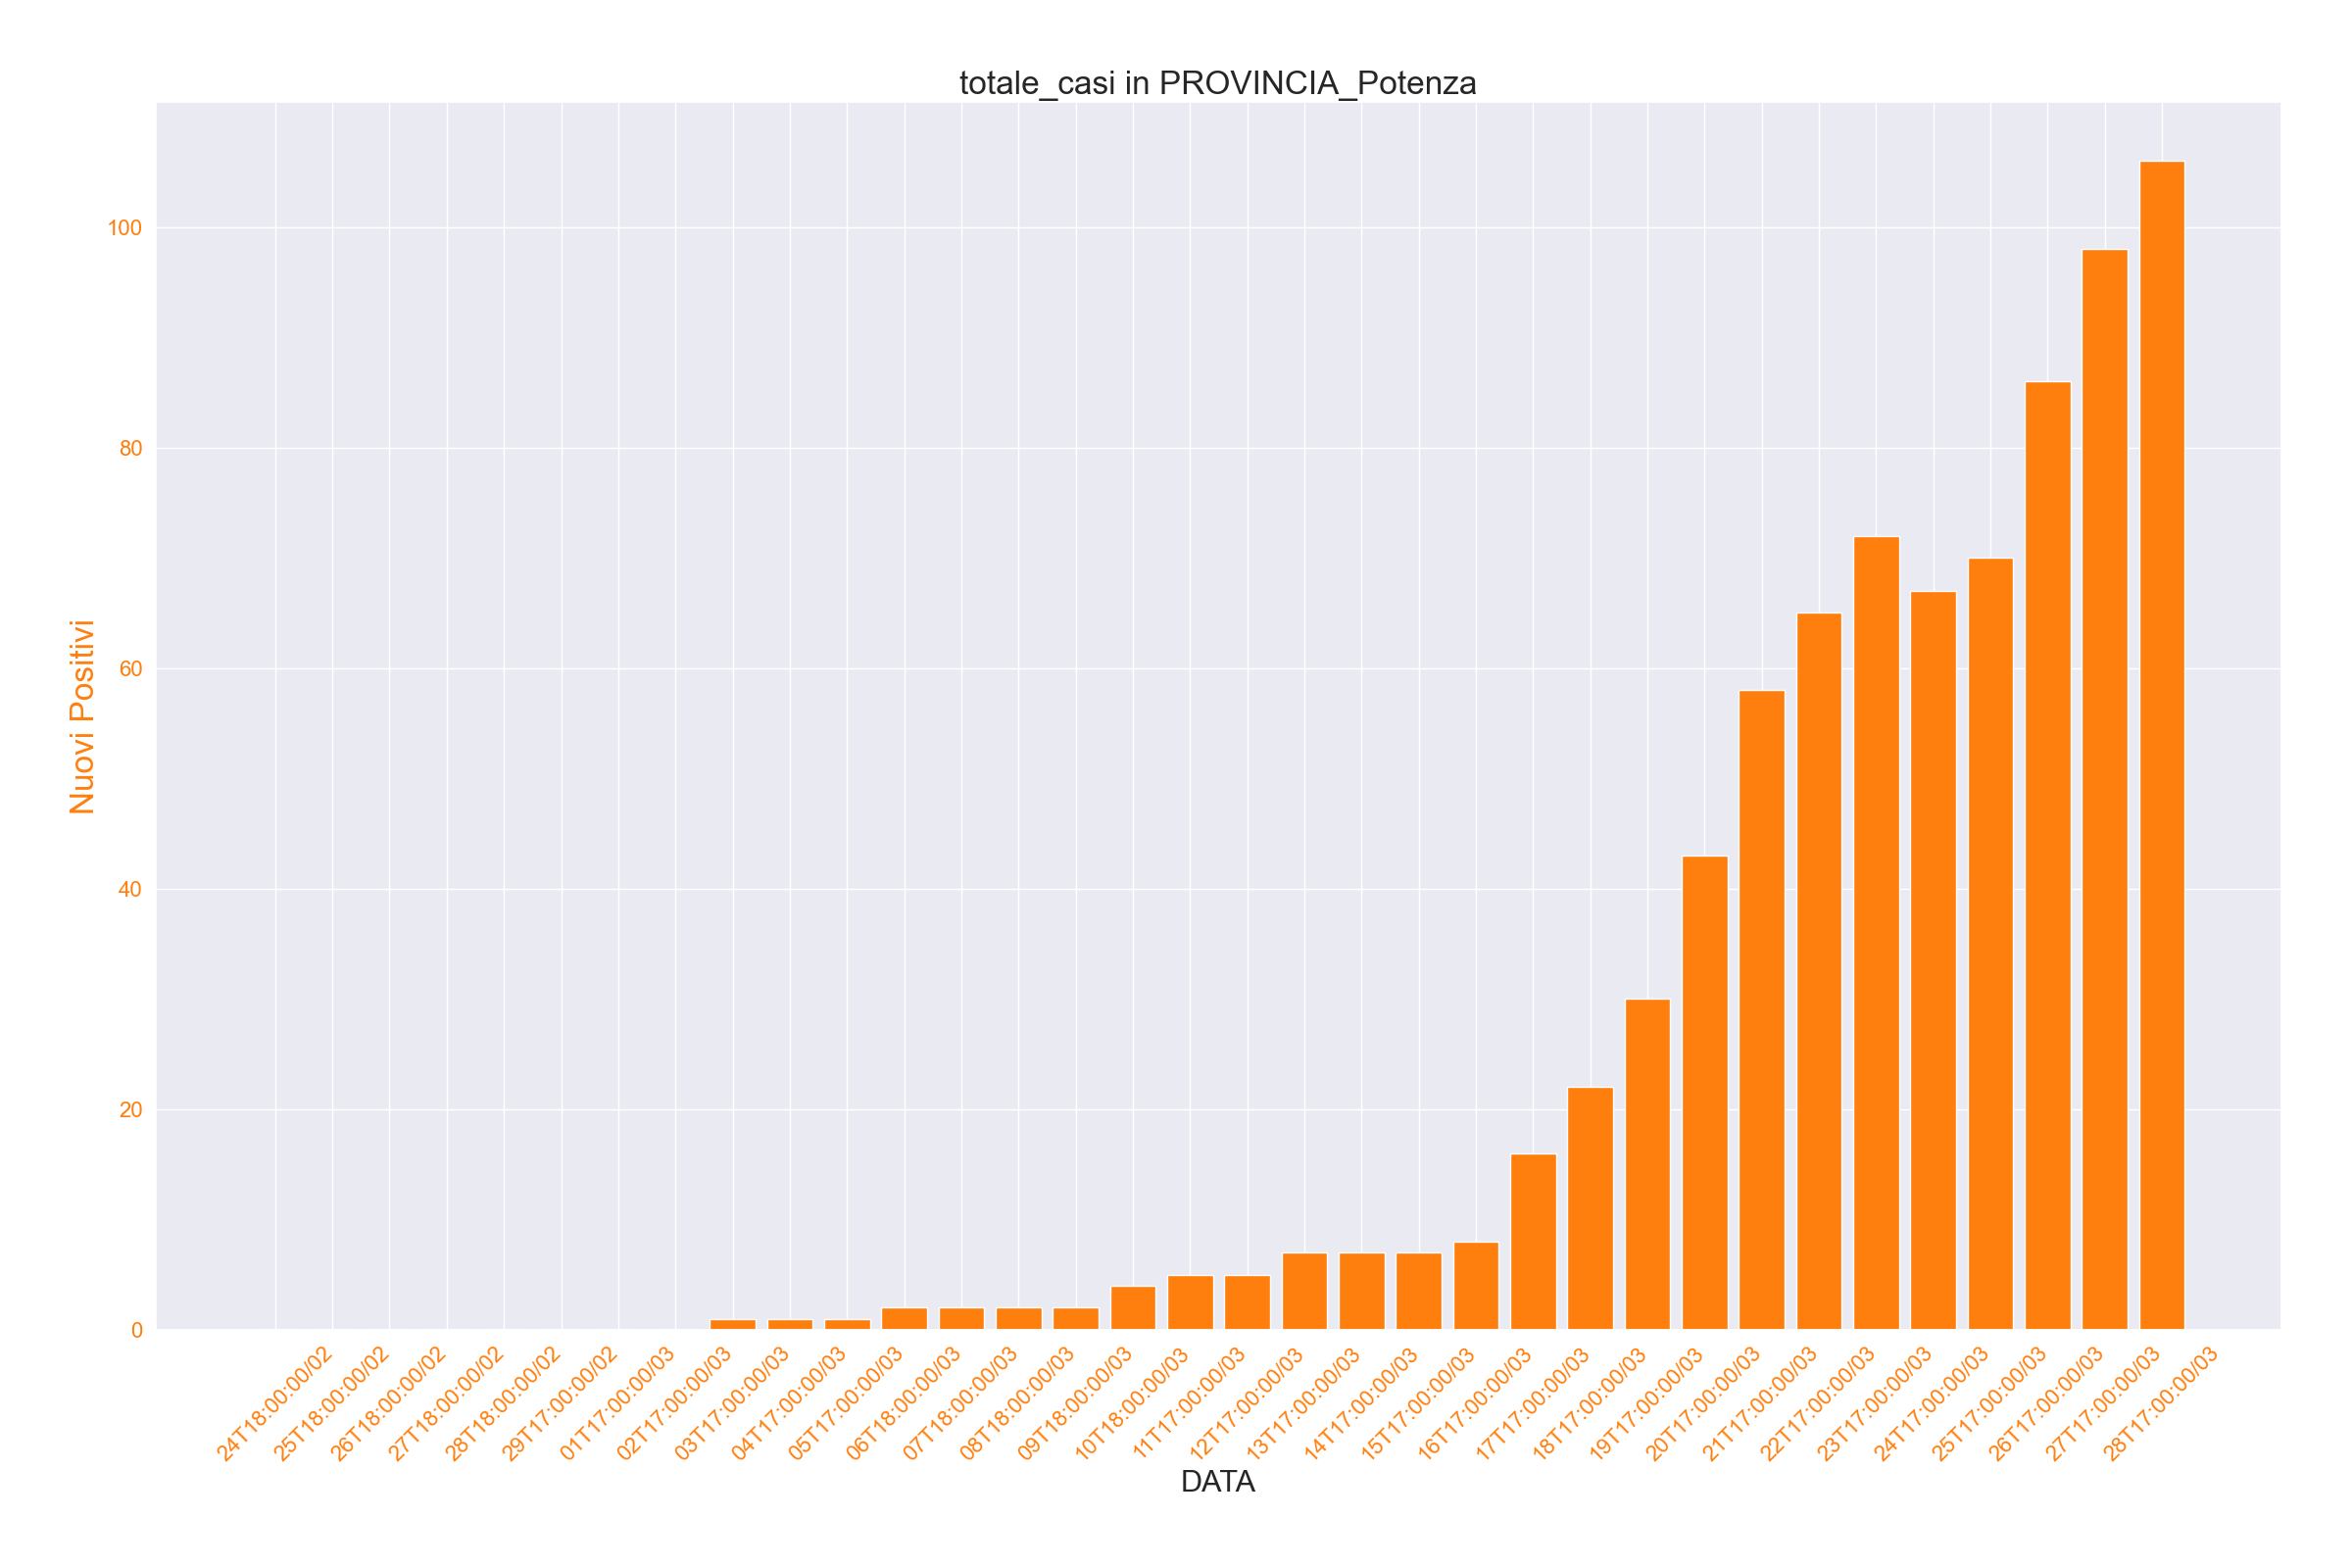 totale_casi in PROVINCIA_Potenza
Nuovi Positivi
100
80
60
40
20
0
24T18:00:00/02
25T18:00:00/02
26T18:00:00/02
27T18:00:00/02
28T18:00:00/02
29T17:00:00/02
01T17:00:00/03
02T17:00:00/03
03T17:00:00/03
04T17:00:00/03
05T17:00:00/03
06T18:00:00/03
07T18:00:00/03
08T18:00:00/03
09T18:00:00/03
10T18:00:00/03
11T17:00:00/03
12T17:00:00/03
13T17:00:00/03
14T17:00:00/03
15T17:00:00/03
16T17:00:00/03
17T17:00:00/03
18T17:00:00/03
19T17:00:00/03
20T17:00:00/03
21T17:00:00/03
22T17:00:00/03
23T17:00:00/03
24T17:00:00/03
25T17:00:00/03
26T17:00:00/03
27T17:00:00/03
28T17:00:00/03
DATA